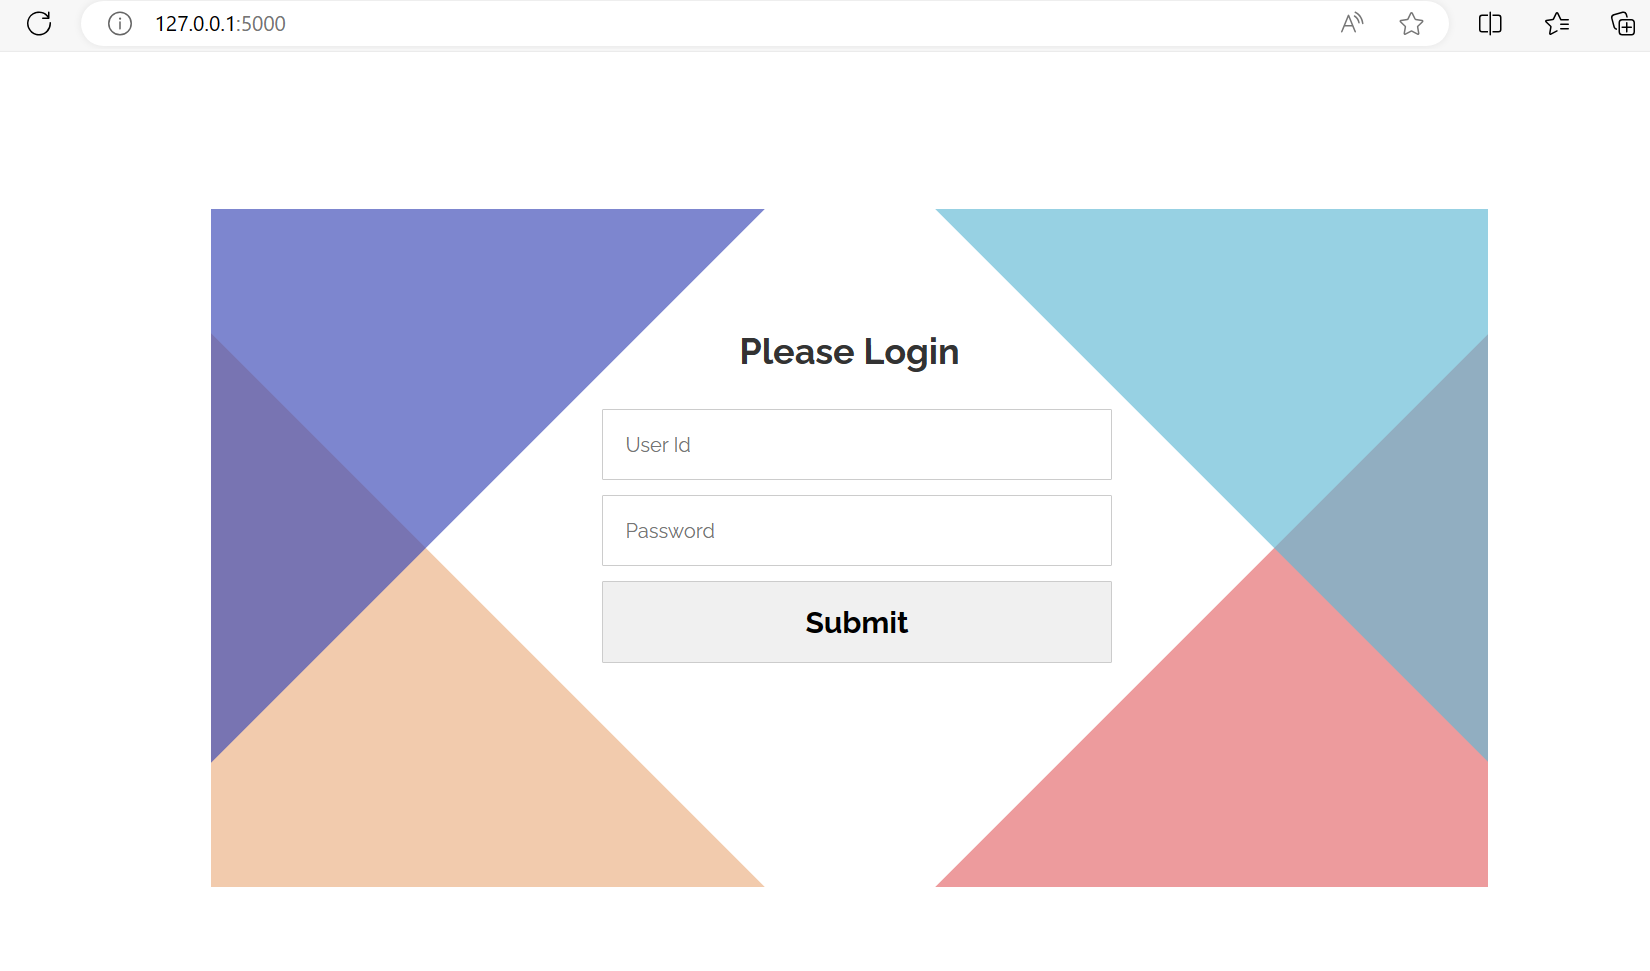 127.0.0.1:5000
Please Login
User Id
Password
Submit